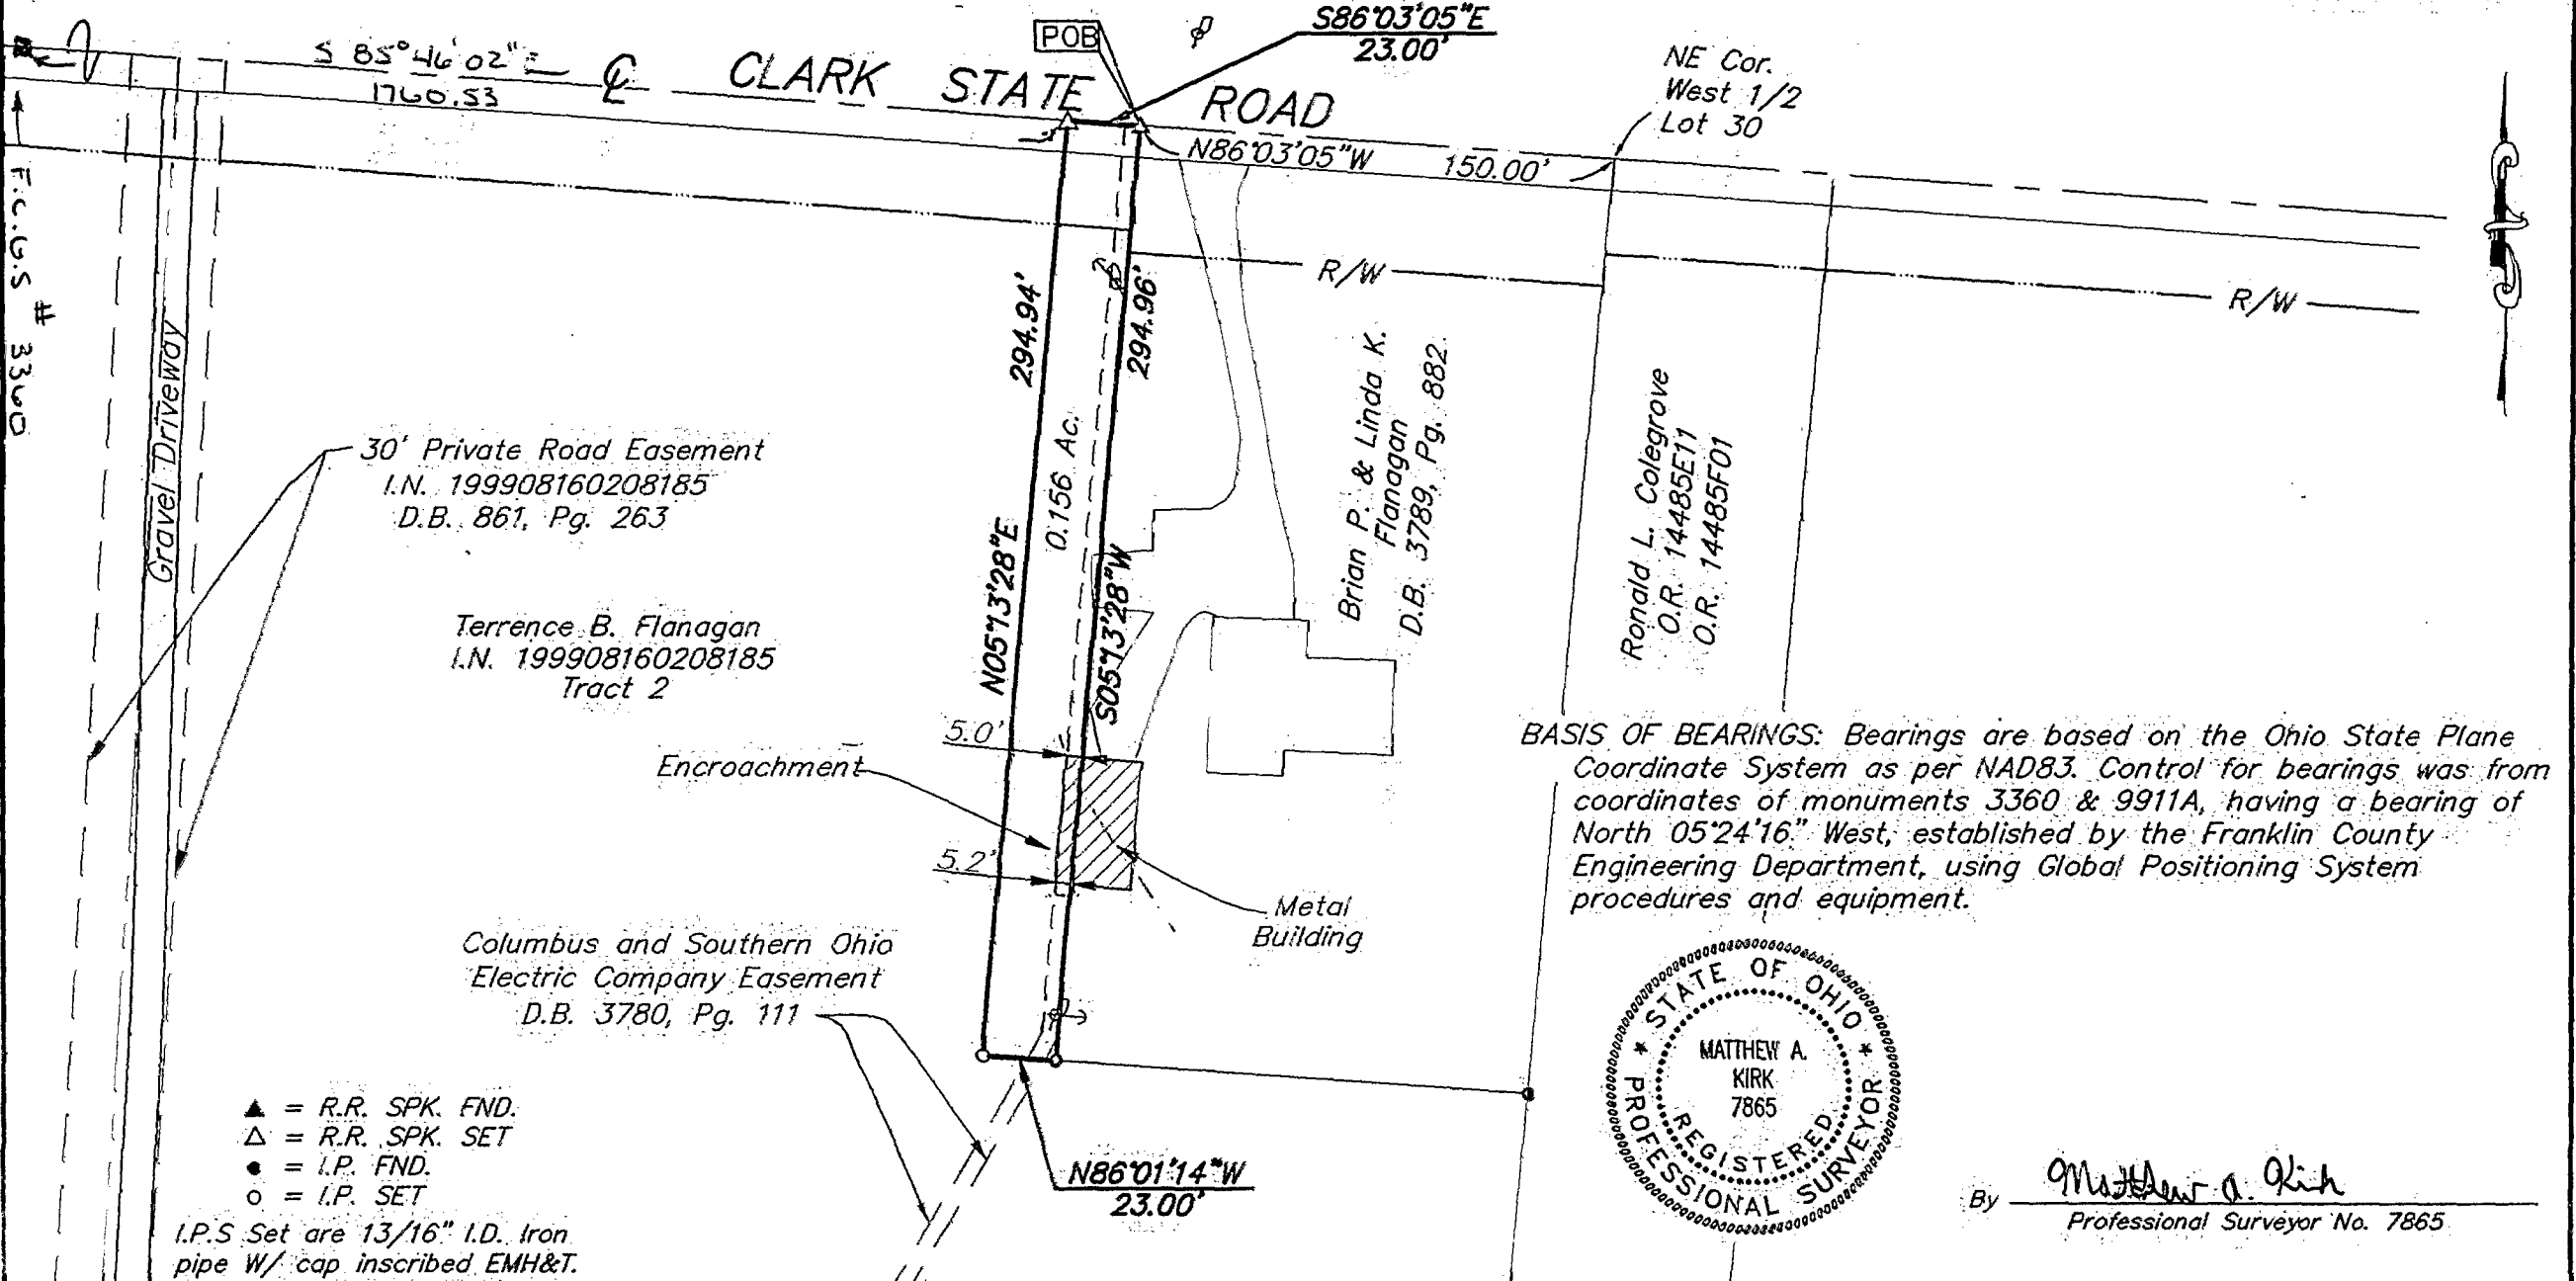 S 85°46'02" E
1760.53
℄ CLARK STATE ROAD
POB
S86°03'05"E
23.00'
NE Cor.
West 1/2
Lot 30
N86°03'05"W 150.00'
F.C.G.S # 3360
R/W
R/W
294.94'
294.96'
N05°13'28"E
0.156 Ac.
S05°13'28"W
Gravel Driveway
30' Private Road Easement
I.N. 199908160208185
D.B. 861, Pg. 263
Terrence B. Flanagan
I.N. 199908160208185
Tract 2
Brian P. & Linda K.
Flanagan
D.B. 3789, Pg. 882
Ronald L. Colegrove
O.R. 14485E11
O.R. 14485F01
5.0'
Encroachment
5.2'
Metal
Building
Columbus and Southern Ohio
Electric Company Easement
D.B. 3780, Pg. 111
N86°01'14"W
23.00'
BASIS OF BEARINGS: Bearings are based on the Ohio State Plane
Coordinate System as per NAD83. Control for bearings was from
coordinates of monuments 3360 & 9911A, having a bearing of
North 05°24'16" West, established by the Franklin County
Engineering Department, using Global Positioning System
procedures and equipment.
▲ = R.R. SPK. FND.
△ = R.R. SPK. SET
● = I.P. FND.
○ = I.P. SET
I.P.S Set are 13/16" I.D. Iron
pipe W/ cap inscribed EMH&T.
STATE OF OHIO
MATTHEW A.
KIRK
7865
REGISTERED
PROFESSIONAL SURVEYOR
By Matthew A. Kirk
Professional Surveyor No. 7865